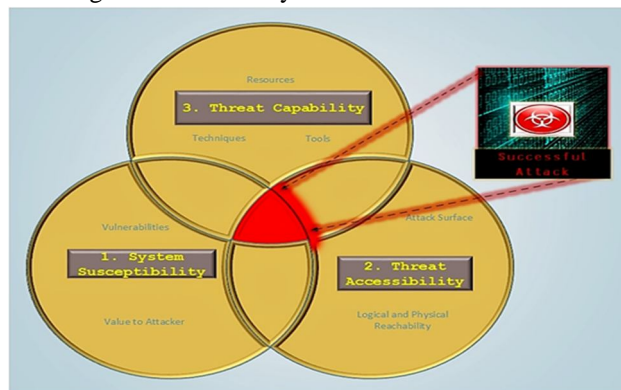 Resources
3. Threat Capability
Techniques Tools
Successful
Attack
Vulnerabilities
Attack Surface
1. System
Susceptibility
2. Threat
Accessibility
Value to Attacker
Logical and Physical
Reachability